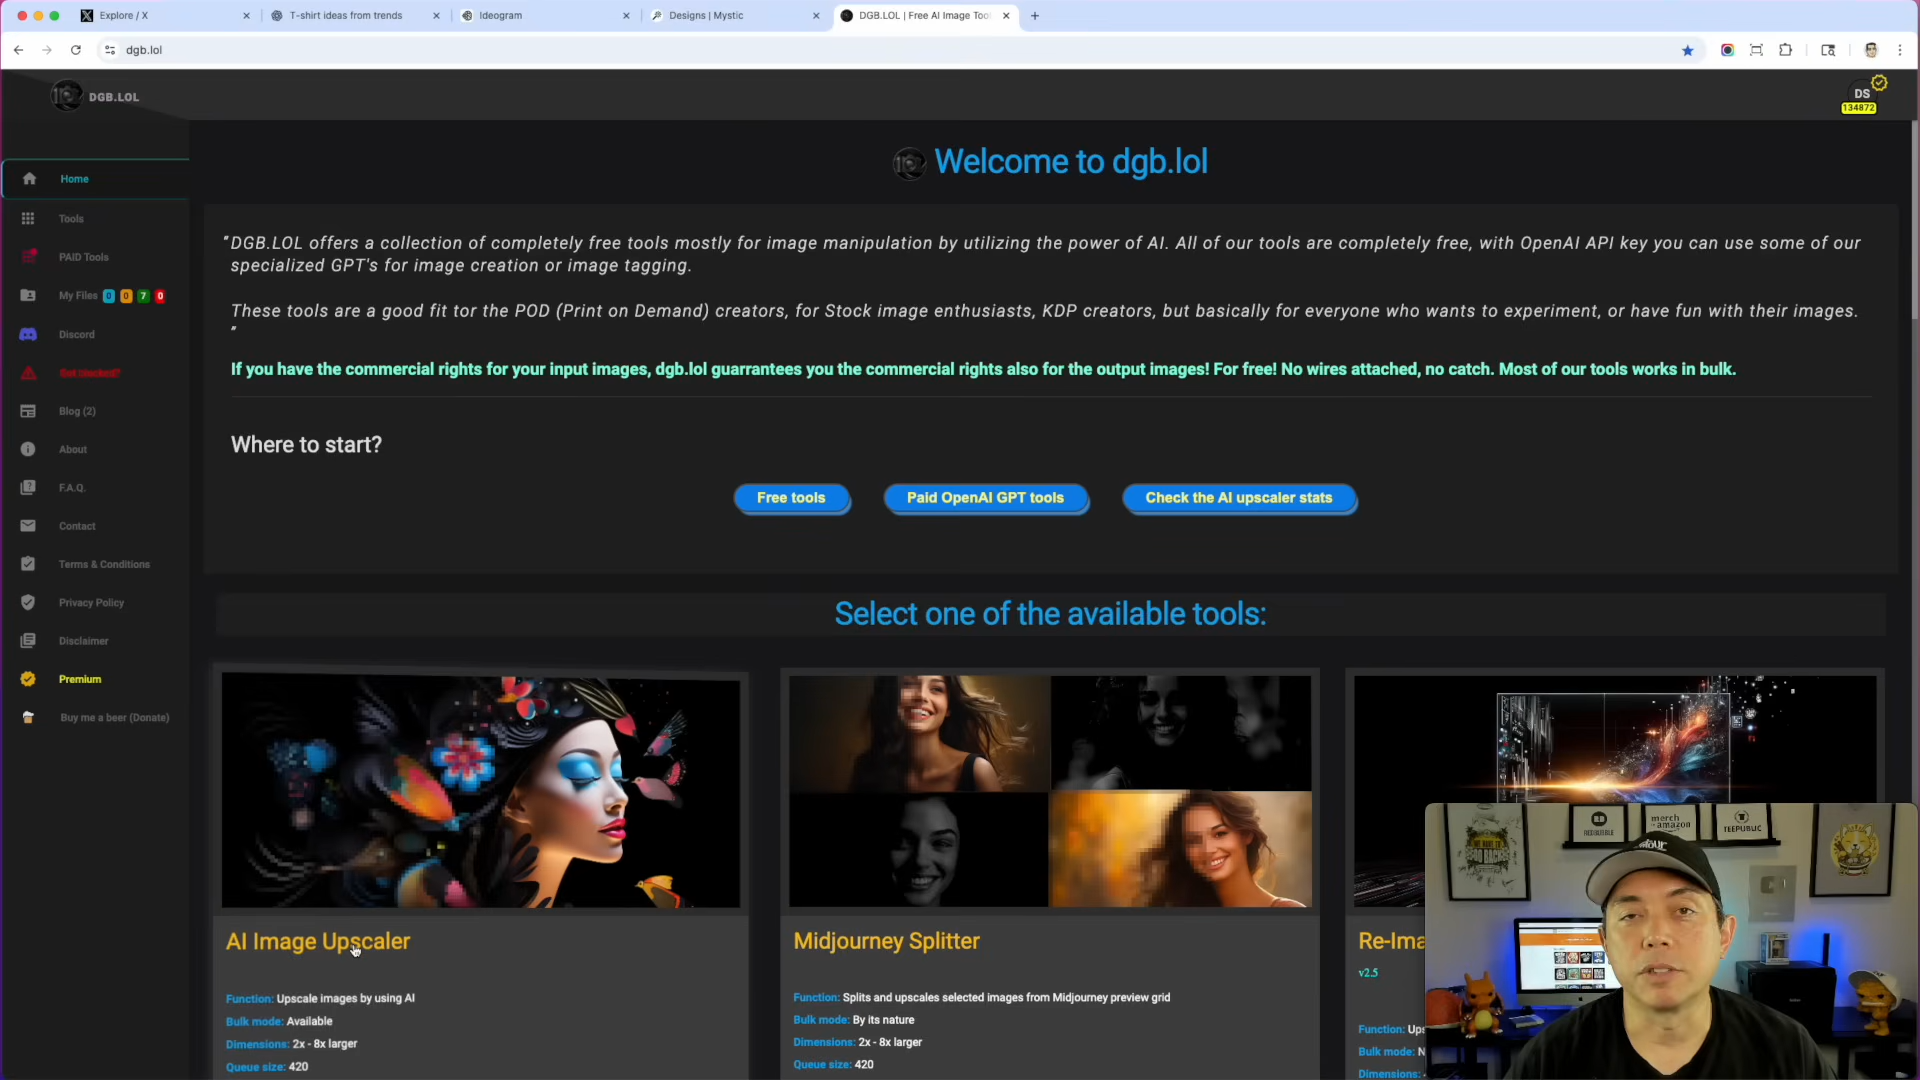 Explore / X
T-shirt ideas from trends
Ideogram
Designs | Mystic
DGB.LOL | Free AI Image Too
dgb.lol
DGB.LOL
DS
134872
Home
Tools
PAID Tools
My Files 0 0 7 0
Discord
Got blocked?
Blog (2)
About
F.A.Q.
Contact
Terms & Conditions
Privacy Policy
Disclaimer
Premium
Buy me a beer (Donate)
Welcome to dgb.lol
"DGB.LOL offers a collection of completely free tools mostly for image manipulation by utilizing the power of AI. All of our tools are completely free, with OpenAI API key you can use some of our
specialized GPT's for image creation or image tagging.
These tools are a good fit tor the POD (Print on Demand) creators, for Stock image enthusiasts, KDP creators, but basically for everyone who wants to experiment, or have fun with their images.
"
If you have the commercial rights for your input images, dgb.lol guarrantees you the commercial rights also for the output images! For free! No wires attached, no catch. Most of our tools works in bulk.
Where to start?
Free tools
Paid OpenAI GPT tools
Check the AI upscaler stats
Select one of the available tools:
AI Image Upscaler
Function: Upscale images by using AI
Bulk mode: Available
Dimensions: 2x - 8x larger
Queue size: 420
Midjourney Splitter
Function: Splits and upscales selected images from Midjourney preview grid
Bulk mode: By its nature
Dimensions: 2x - 8x larger
Queue size: 420
Re-Ima
v2.5
Function: Ups
Bulk mode: N
Dimensions:
REDBUBBLE
merch
amazon
TEEPUBLIC
GO BACK